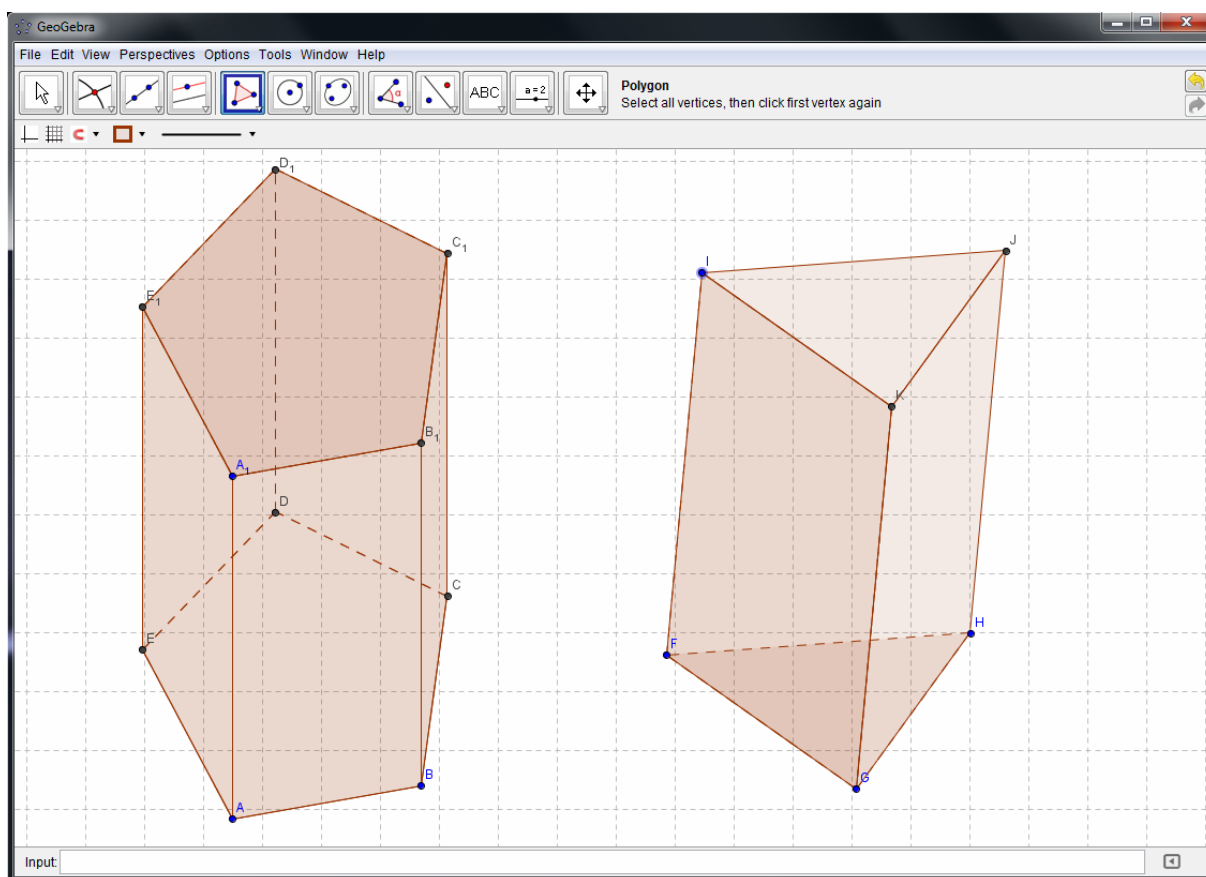 GeoGebra
File Edit View Perspectives Options Tools Window Help
ABC
a = 2
α
Polygon
Select all vertices, then click first vertex again
D₁
C₁
E₁
B₁
A₁
D
C
E
B
A
I
J
K
F
H
G
Input: